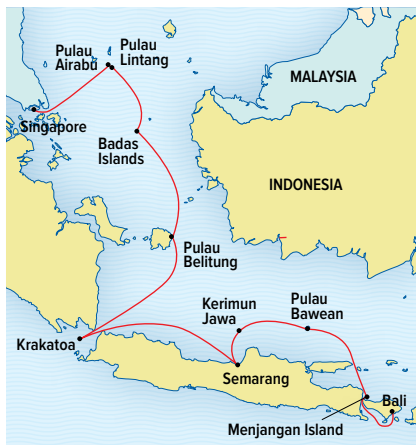 Pulau
Airabu
Pulau
Lintang
MALAYSIA
Singapore
Badas
Islands
INDONESIA
Pulau
Belitung
Kerimun
Jawa
Pulau
Bawean
Krakatoa
Semarang
Bali
Menjangan Island